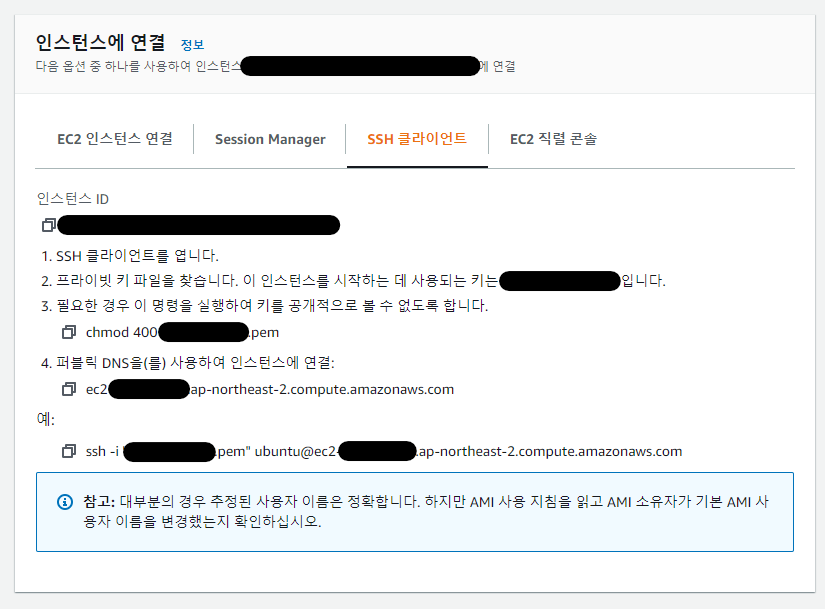 인스턴스에 연결 정보
다음 옵션 중 하나를 사용하여 인스턴스 에 연결
EC2 인스턴스 연결 Session Manager SSH 클라이언트 EC2 직렬 콘솔
인스턴스 ID
1. SSH 클라이언트를 엽니다.
2. 프라이빗 키 파일을 찾습니다. 이 인스턴스를 시작하는 데 사용되는 키는 입니다.
3. 필요한 경우 이 명령을 실행하여 키를 공개적으로 볼 수 없도록 합니다.
chmod 400 .pem
4. 퍼블릭 DNS을(를) 사용하여 인스턴스에 연결:
ec2 ap-northeast-2.compute.amazonaws.com
예:
ssh -i " .pem" ubuntu@ec2- .ap-northeast-2.compute.amazonaws.com
참고: 대부분의 경우 추정된 사용자 이름은 정확합니다. 하지만 AMI 사용 지침을 읽고 AMI 소유자가 기본 AMI 사
용자 이름을 변경했는지 확인하십시오.